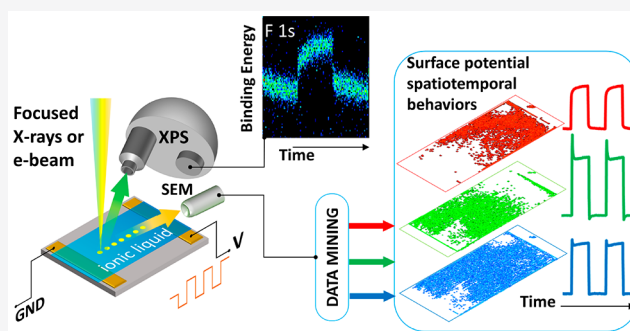 Focused
X-rays or
e-beam
XPS
SEM
ionic liquid
GND
V
F 1s
Binding Energy
Time
DATA MINING
Surface potential
spatiotemporal
behaviors
Time